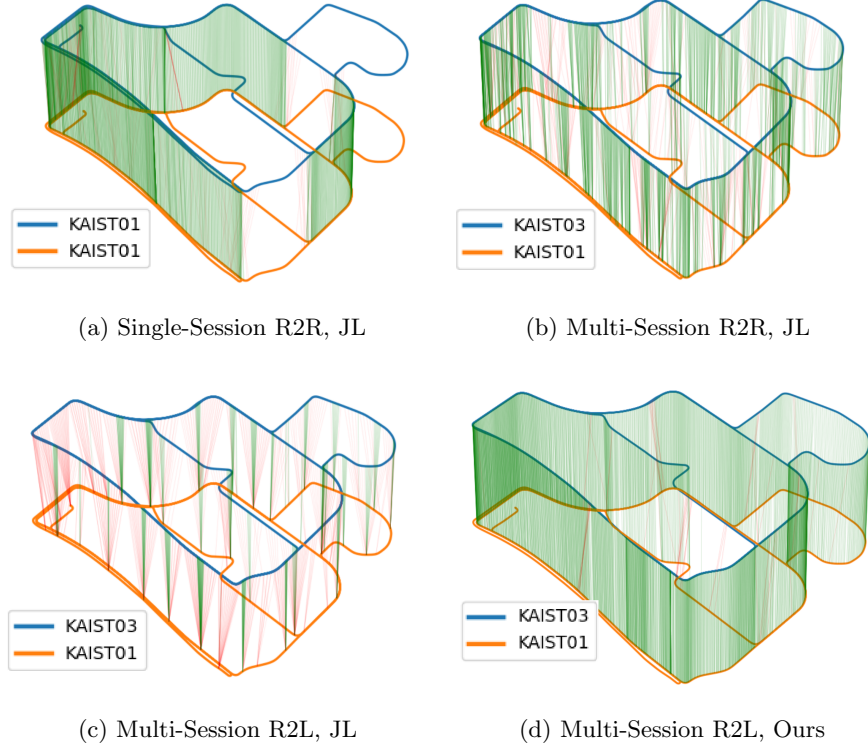 KAIST01
KAIST01
(a) Single-Session R2R, JL
KAIST03
KAIST01
(b) Multi-Session R2R, JL
KAIST03
KAIST01
(c) Multi-Session R2L, JL
KAIST03
KAIST01
(d) Multi-Session R2L, Ours